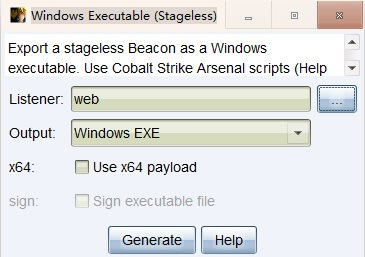 Windows Executable (Stageless)
Export a stageless Beacon as a Windows
executable. Use Cobalt Strike Arsenal scripts (Help
Listener: web ...
Output: Windows EXE
x64: Use x64 payload
sign: Sign executable file
Generate Help